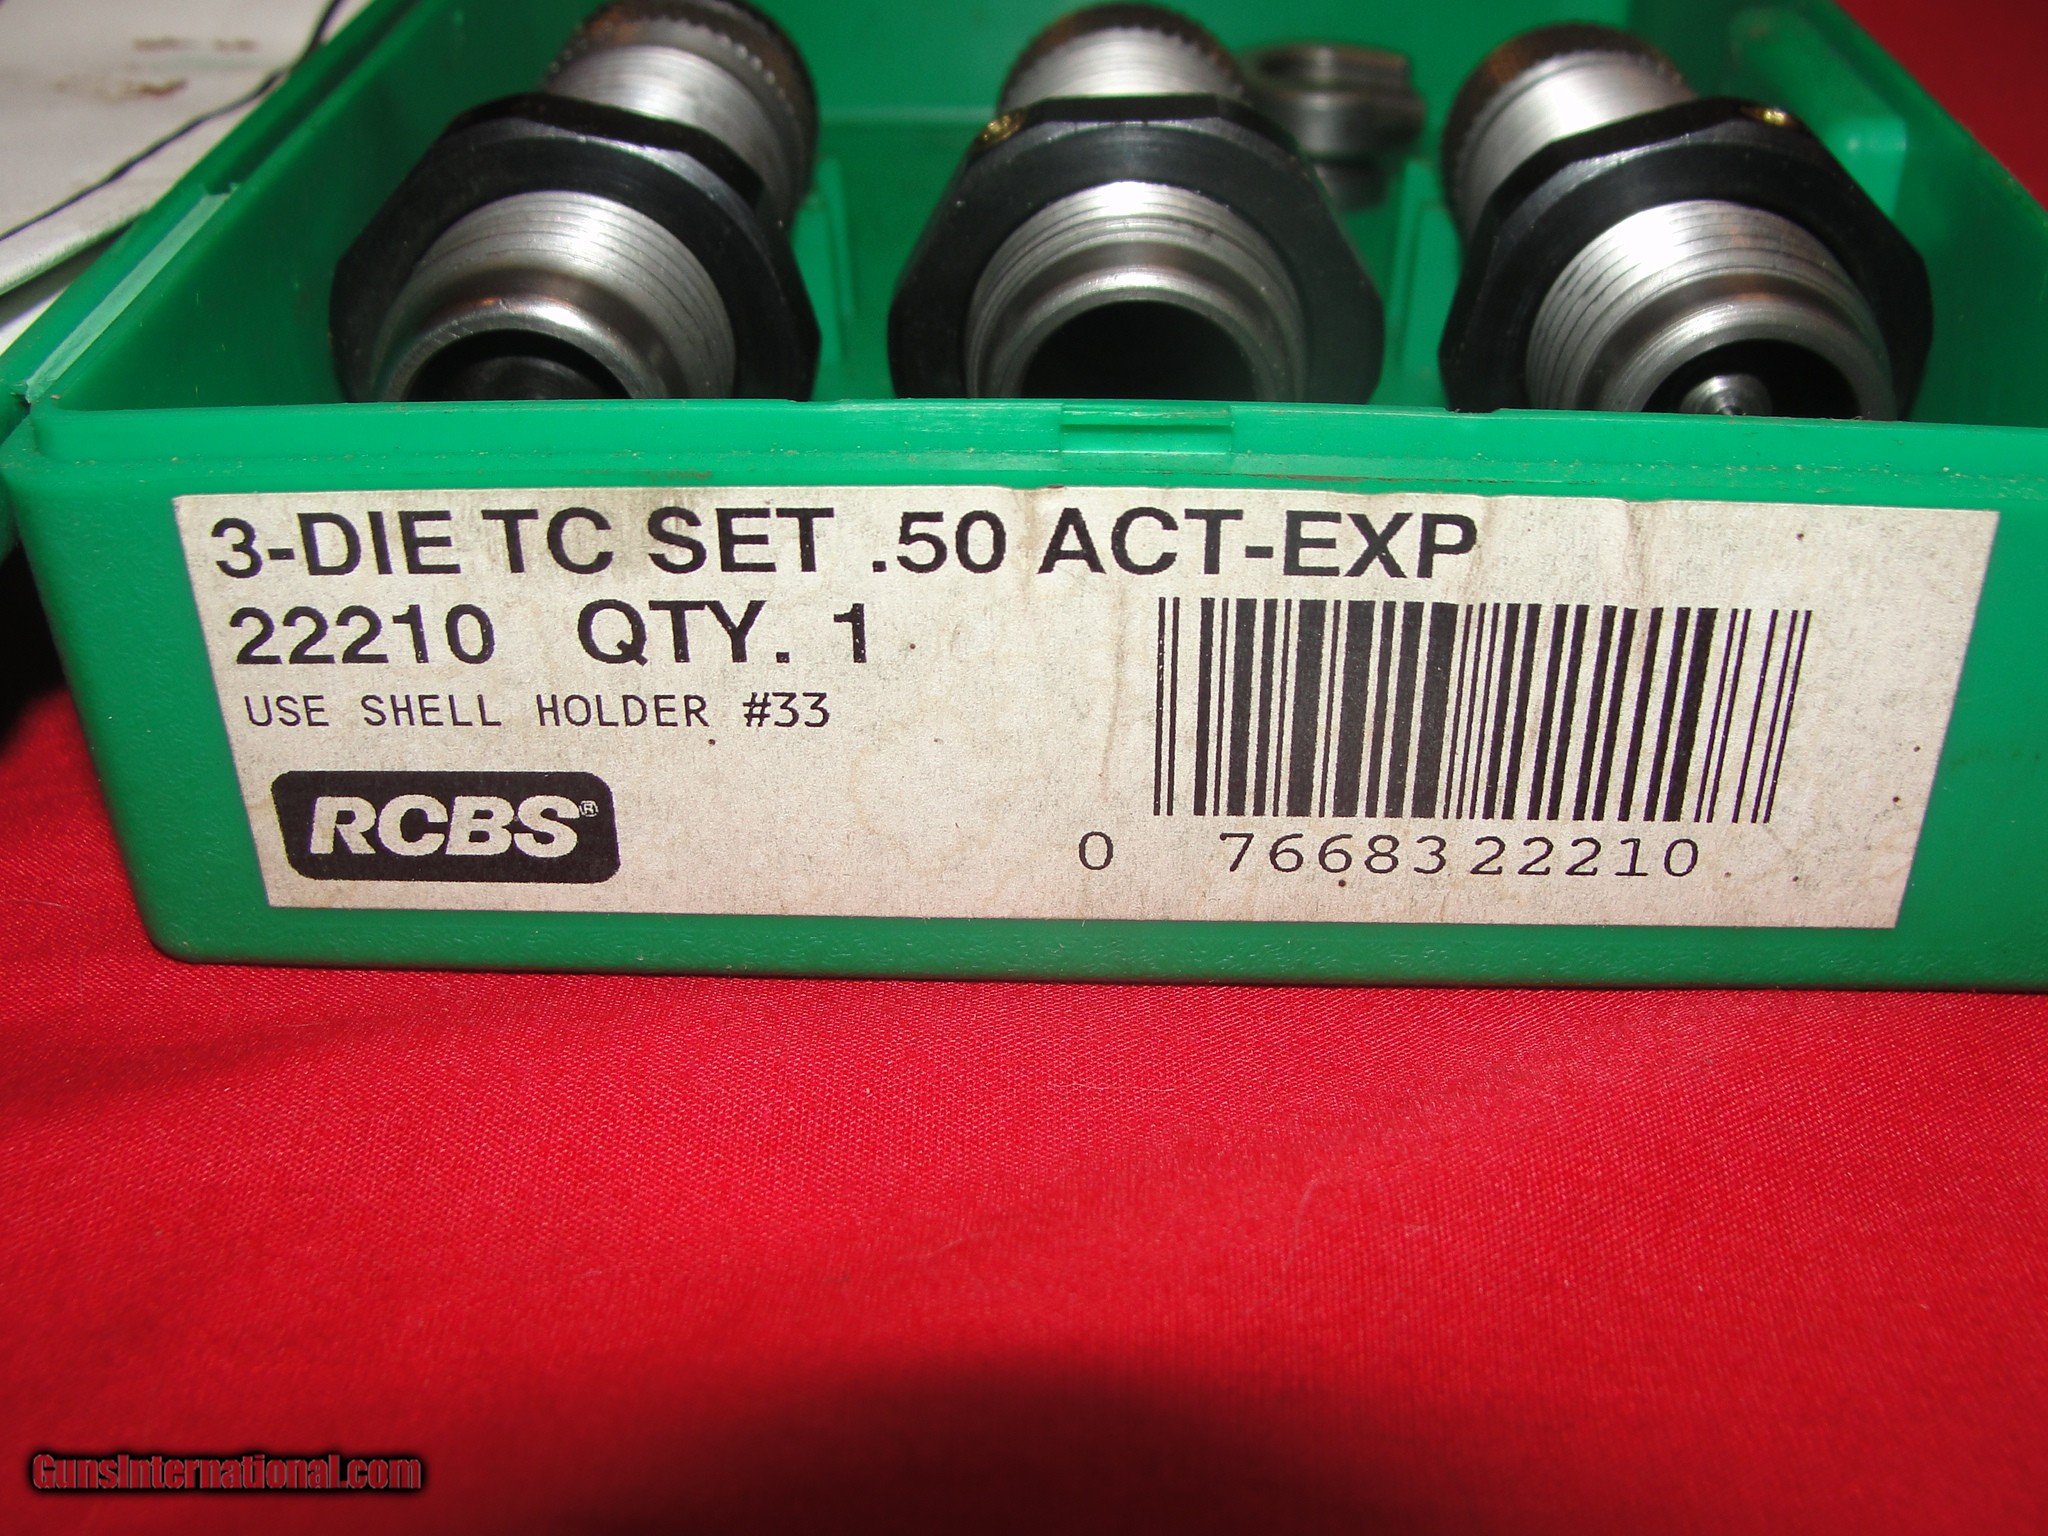 3-DIE TC SET .50 ACT-EXP
22210 QTY. 1
USE SHELL HOLDER #33
RCBS®
0 76683 22210
GunsInternational.com